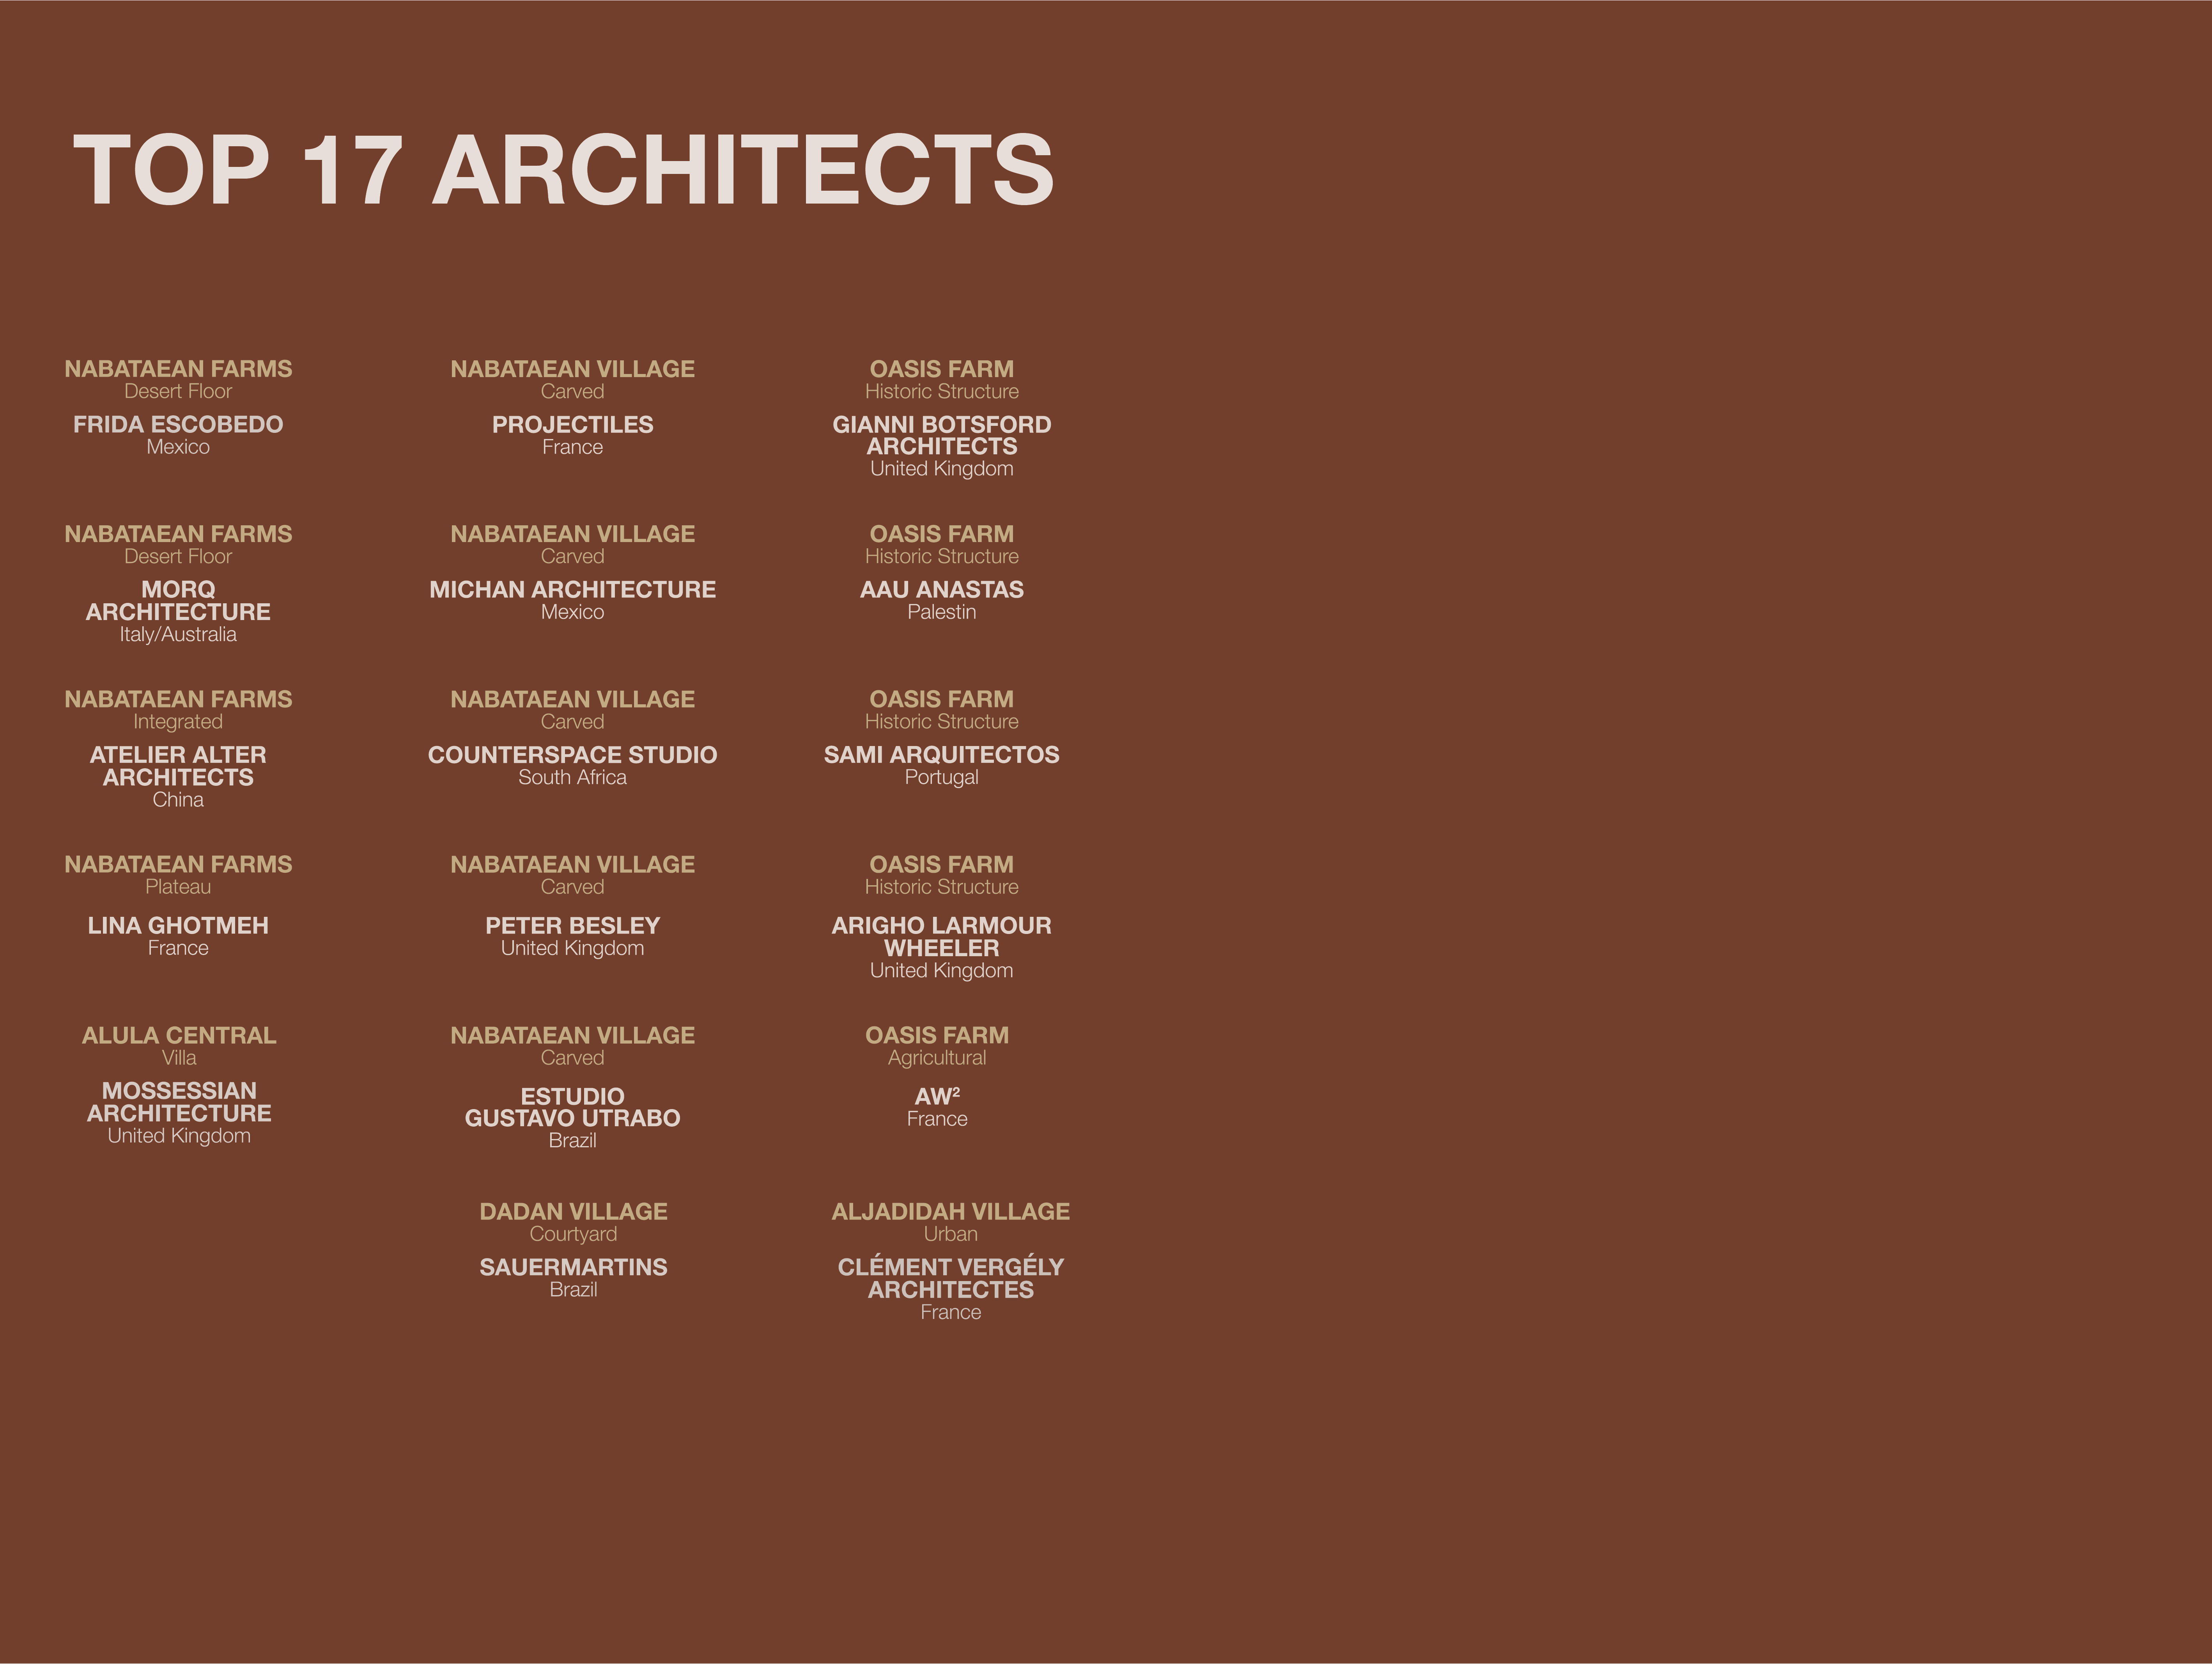 TOP 17 ARCHITECTS
NABATAEAN FARMS
Desert Floor
FRIDA ESCOBEDO
Mexico
NABATAEAN FARMS
Desert Floor
MORQ
ARCHITECTURE
Italy/Australia
NABATAEAN FARMS
Integrated
ATELIER ALTER
ARCHITECTS
China
NABATAEAN FARMS
Plateau
LINA GHOTMEH
France
ALULA CENTRAL
Villa
MOSSESSIAN
ARCHITECTURE
United Kingdom
NABATAEAN VILLAGE
Carved
PROJECTILES
France
NABATAEAN VILLAGE
Carved
MICHAN ARCHITECTURE
Mexico
NABATAEAN VILLAGE
Carved
COUNTERSPACE STUDIO
South Africa
NABATAEAN VILLAGE
Carved
PETER BESLEY
United Kingdom
NABATAEAN VILLAGE
Carved
ESTUDIO
GUSTAVO UTRABO
Brazil
DADAN VILLAGE
Courtyard
SAUERMARTINS
Brazil
OASIS FARM
Historic Structure
GIANNI BOTSFORD
ARCHITECTS
United Kingdom
OASIS FARM
Historic Structure
AAU ANASTAS
Palestin
OASIS FARM
Historic Structure
SAMI ARQUITECTOS
Portugal
OASIS FARM
Historic Structure
ARIGHO LARMOUR
WHEELER
United Kingdom
OASIS FARM
Agricultural
AW²
France
ALJADIDAH VILLAGE
Urban
CLÉMENT VERGÉLY
ARCHITECTES
France